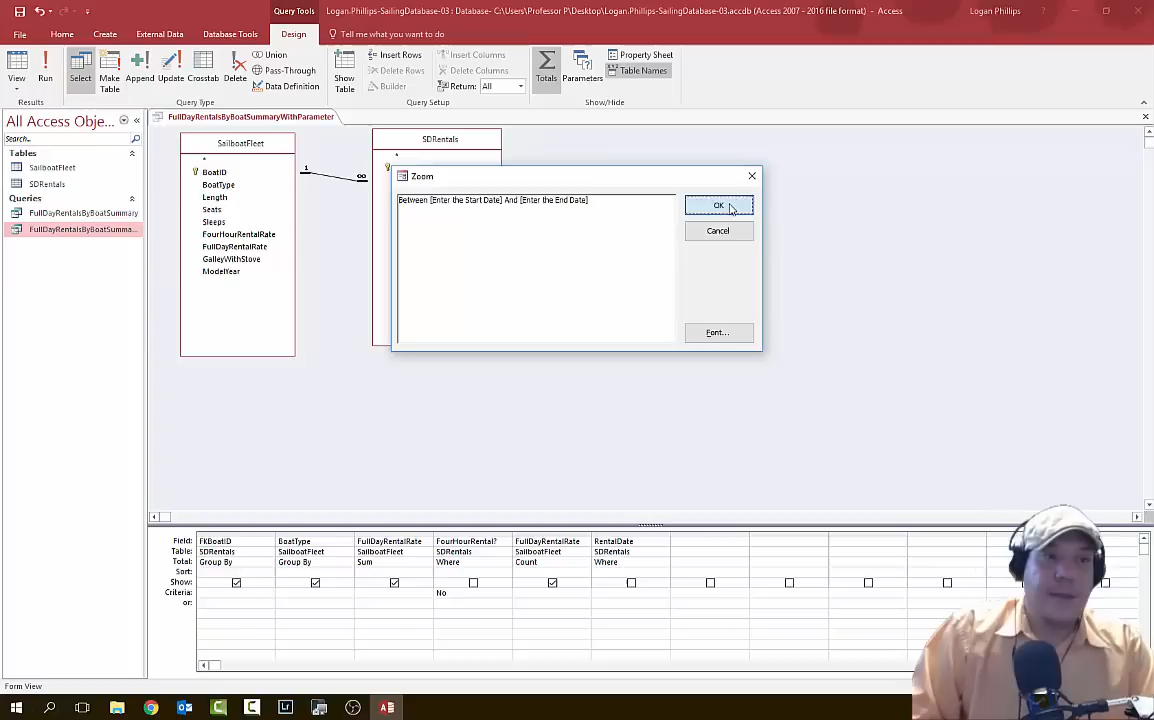 Query Tools
Logan.Phillips-SailingDatabase-03 : Database- C:\Users\Professor P\Desktop\Logan.Phillips-SailingDatabase-03.accdb (Access 2007 - 2016 file format) - Access
Logan Phillips
File Home Create External Data Database Tools Design Tell me what you want to do
View
Run
Select
Make Table
Append
Update
Crosstab
Delete
Union
Pass-Through
Data Definition
Show Table
Insert Rows
Delete Rows
Builder
Insert Columns
Delete Columns
Return: All
Totals
Parameters
Property Sheet
Table Names
Results
Query Type
Query Setup
Show/Hide
All Access Obje...
Search...
Tables
SailboatFleet
SDRentals
Queries
FullDayRentalsByBoatSummary
FullDayRentalsByBoatSumma...
FullDayRentalsByBoatSummaryWithParameter
SailboatFleet
*
BoatID
BoatType
Length
Seats
Sleeps
FourHourRentalRate
FullDayRentalRate
GalleyWithStove
ModelYear
1
∞
SDRentals
*
Zoom
Between [Enter the Start Date] And [Enter the End Date]
OK
Cancel
Font...
Field: FKBoatID BoatType FullDayRentalRate FourHourRental? FullDayRentalRate RentalDate
Table: SDRentals SailboatFleet SailboatFleet SDRentals SailboatFleet SDRentals
Total: Group By Group By Sum Where Count Where
Sort:
Show:
Criteria: No
or:
Form View